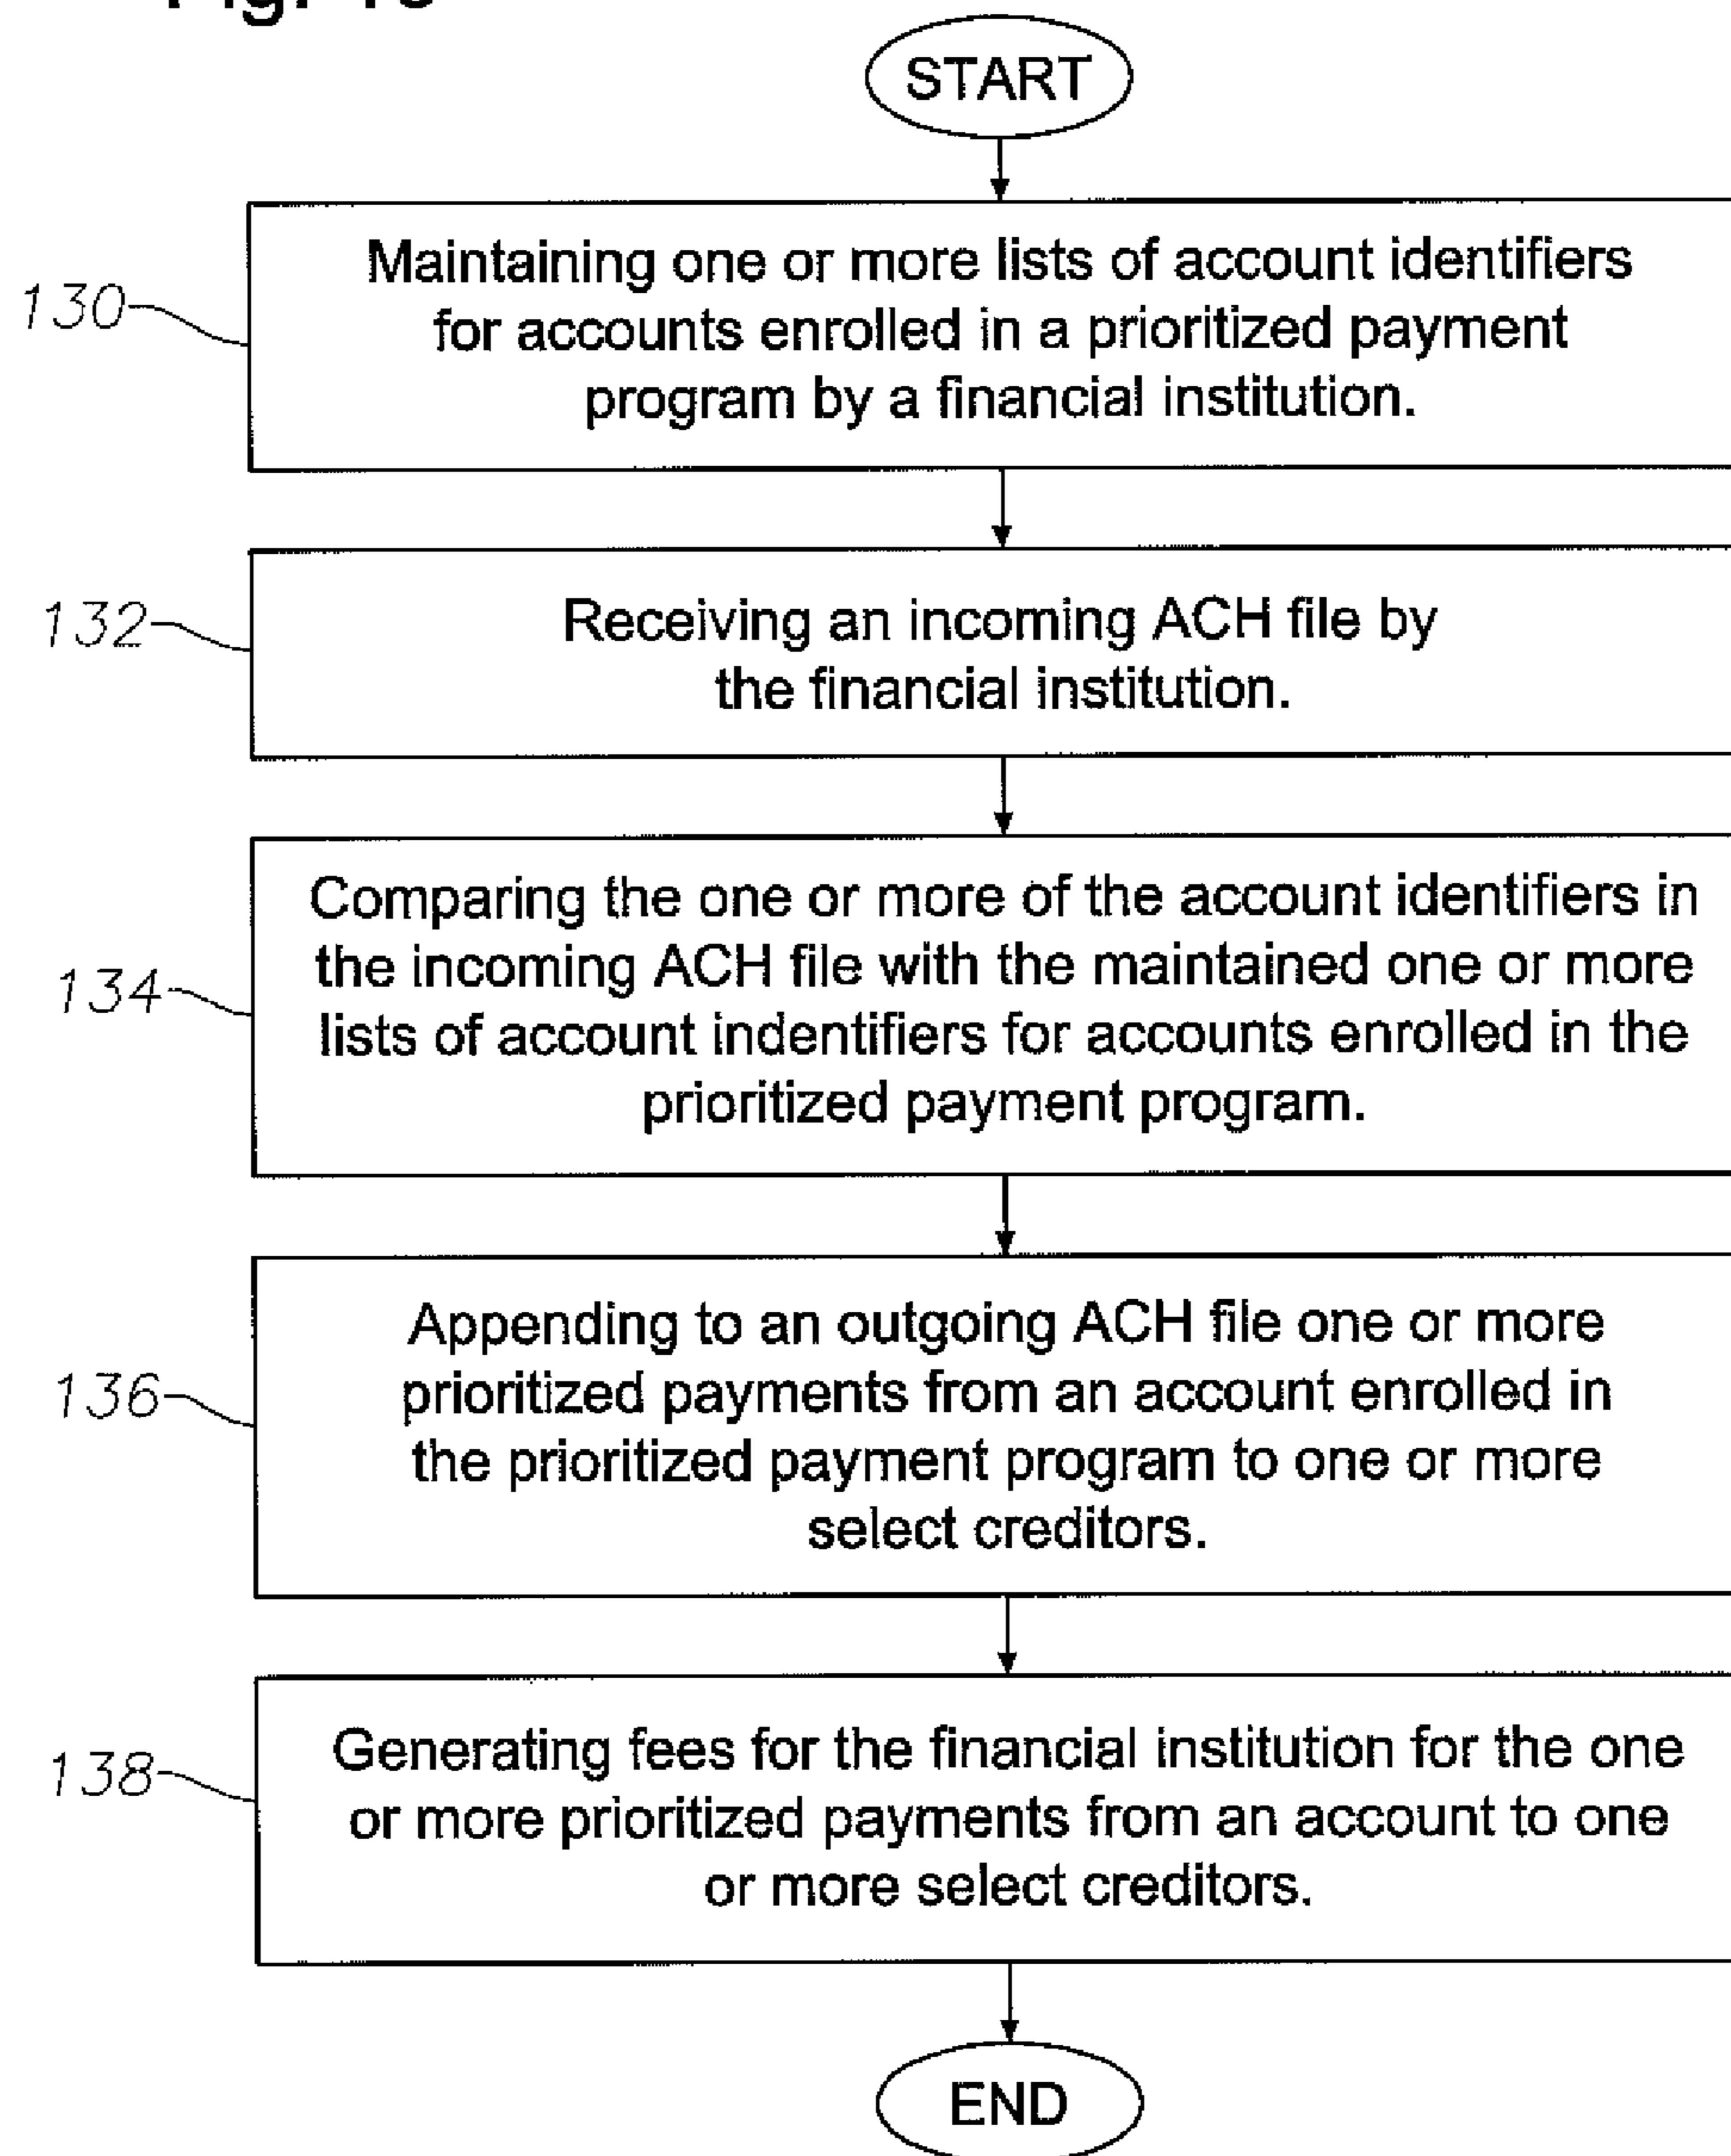 START
130
Maintaining one or more lists of account identifiers
for accounts enrolled in a prioritized payment
program by a financial institution.
132
Receiving an incoming ACH file by
the financial institution.
134
Comparing the one or more of the account identifiers in
the incoming ACH file with the maintained one or more
lists of account indentifiers for accounts enrolled in the
prioritized payment program.
136
Appending to an outgoing ACH file one or more
prioritized payments from an account enrolled in
the prioritized payment program to one or more
select creditors.
138
Generating fees for the financial institution for the one
or more prioritized payments from an account to one
or more select creditors.
END